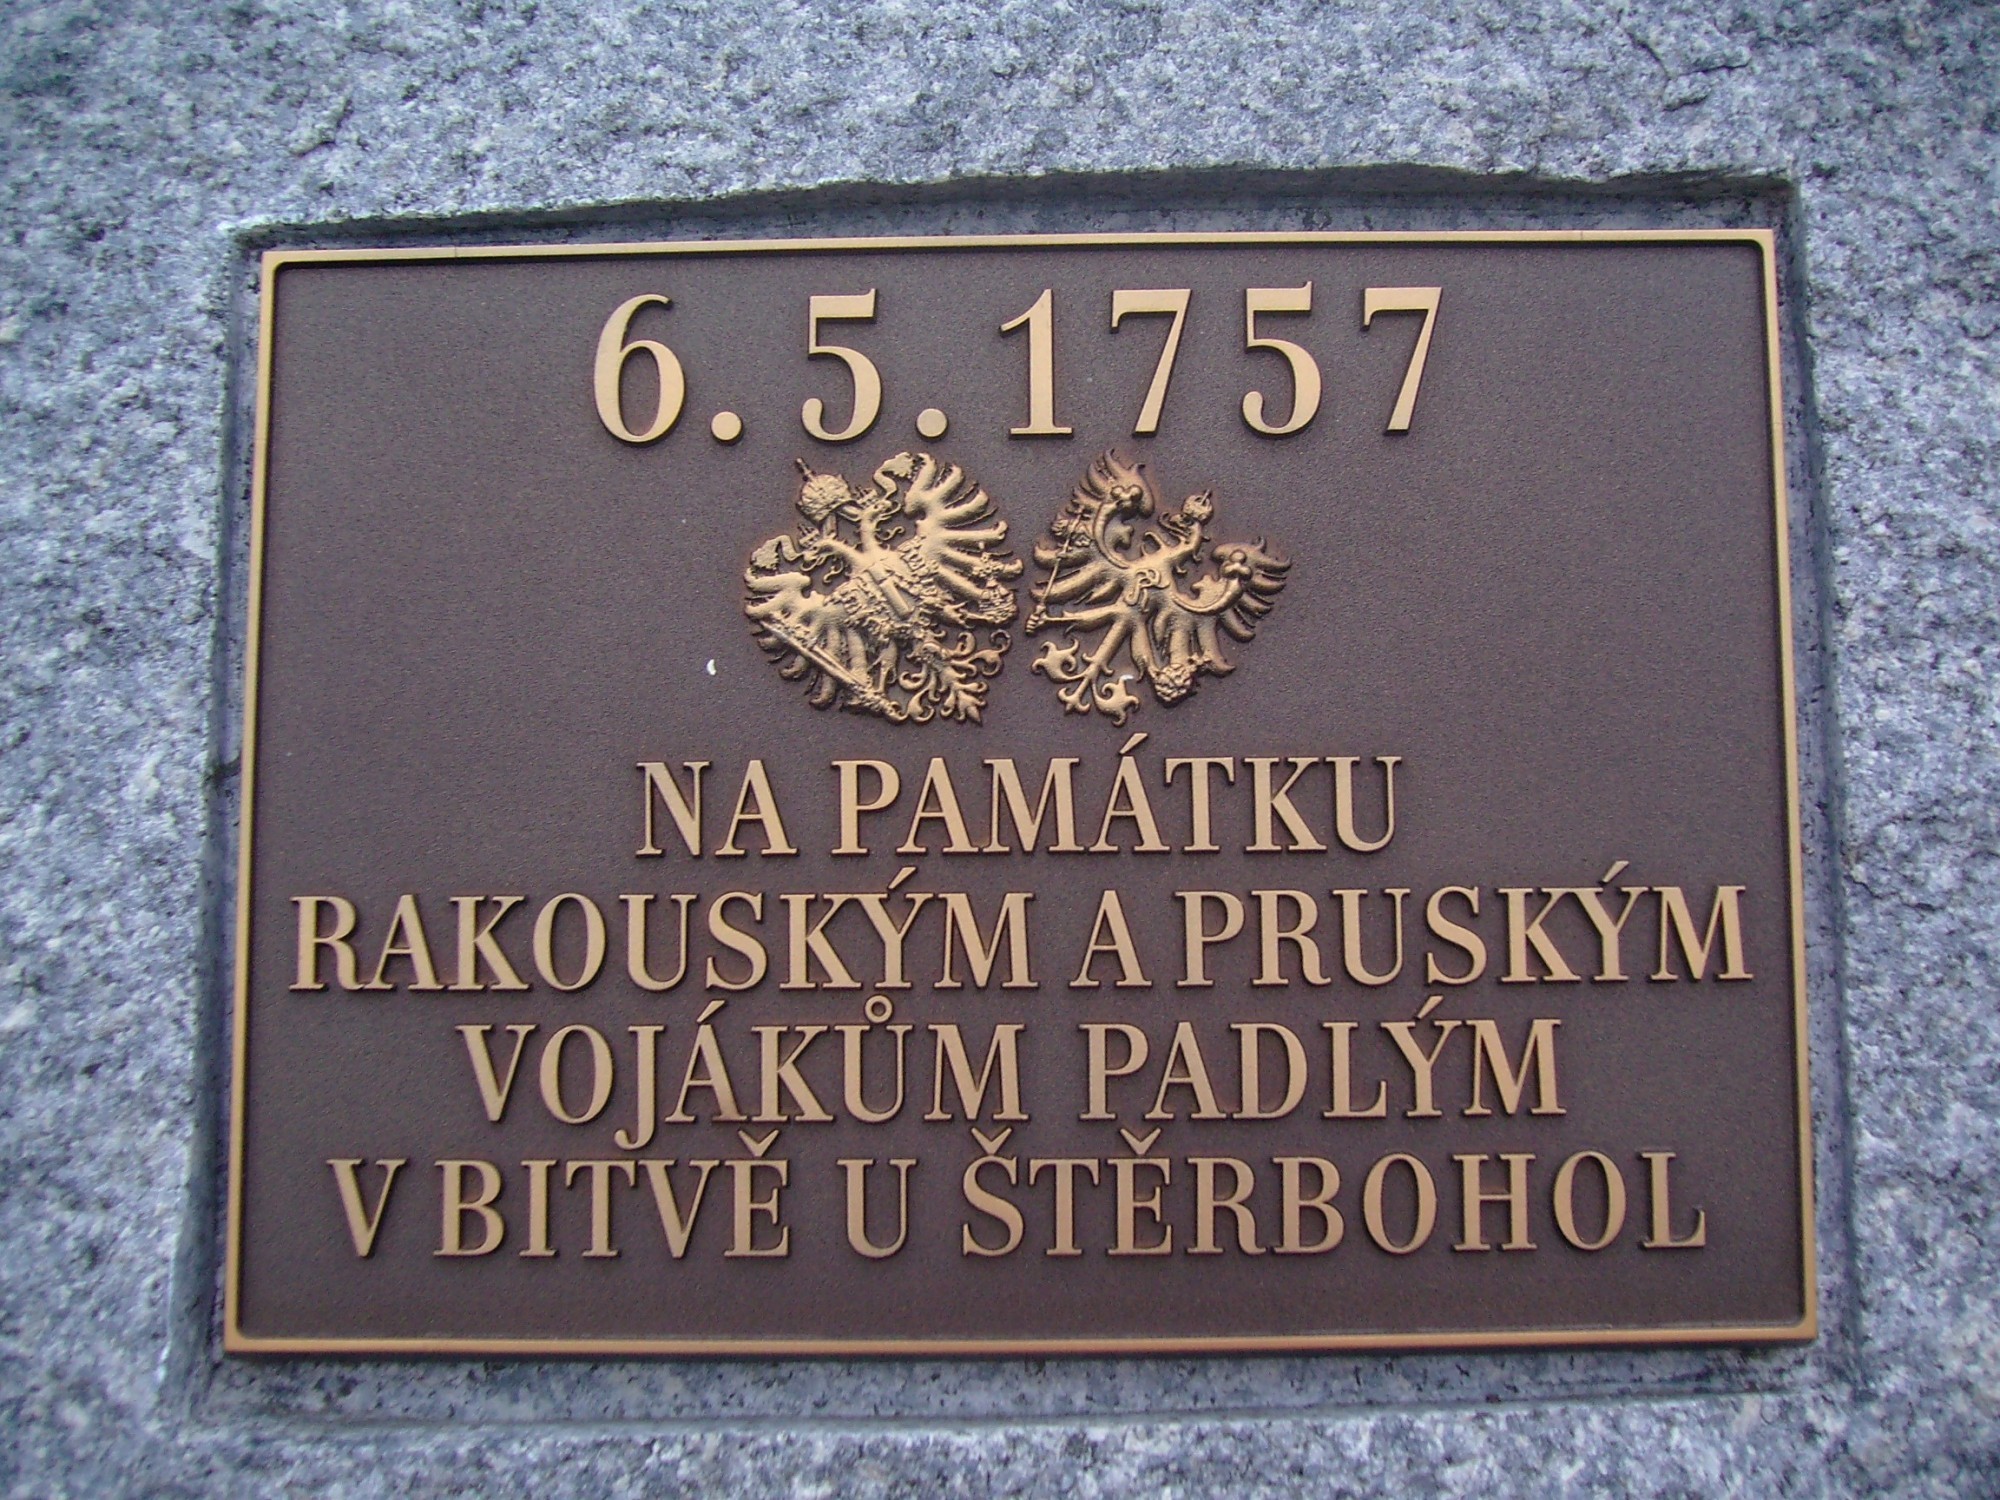 6.5.1757
NA PAMÁTKU
RAKOUSKÝM A PRUSKÝM
VOJÁKŮM PADLÝM
V BITVĚ U ŠTĚRBOHOL